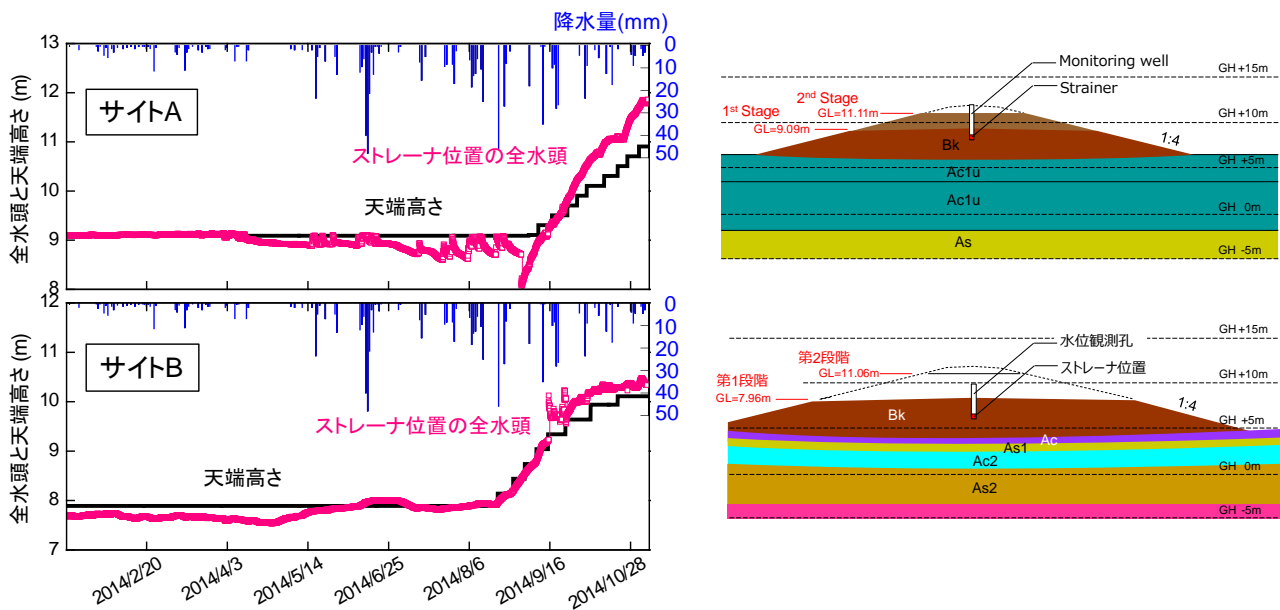 降水量(mm)
全水頭と天端高さ (m)
13
12
11
10
9
8
0
10
20
30
40
50
サイトA
ストレーナ位置の全水頭
天端高さ
全水頭と天端高さ (m)
12
11
10
9
8
7
0
10
20
30
40
50
サイトB
ストレーナ位置の全水頭
天端高さ
2014/2/20
2014/4/3
2014/5/14
2014/6/25
2014/8/6
2014/9/16
2014/10/28
Monitoring well
Strainer
GH +15m
2nd Stage
GL=11.11m
1st Stage
GL=9.09m
GH +10m
1:4
Bk
GH +5m
Ac1u
Ac1u
GH 0m
As
GH -5m
GH +15m
水位観測孔
第2段階
GL=11.06m
ストレーナ位置
GH +10m
第1段階
GL=7.96m
1:4
Bk
GH +5m
Ac
As1
Ac2
GH 0m
As2
GH -5m